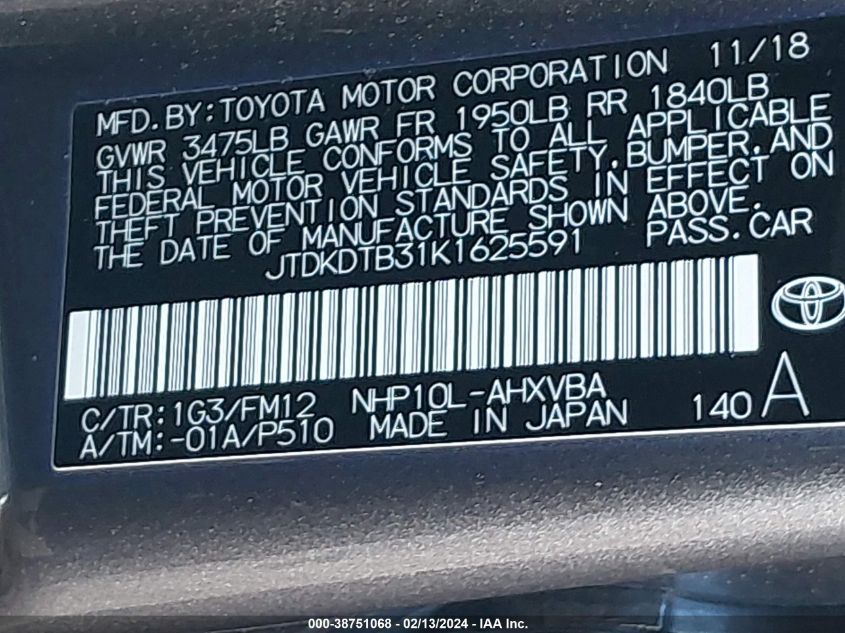 MFD. BY: TOYOTA MOTOR CORPORATION 11/18
GVWR 3475LB GAWR FR 1950LB RR 1840LB
THIS VEHICLE CONFORMS TO ALL APPLICABLE
FEDERAL MOTOR VEHICLE SAFETY, BUMPER, AND
THEFT PREVENTION STANDARDS IN EFFECT ON
THE DATE OF MANUFACTURE SHOWN ABOVE.
JTDKDTB31K1625591 PASS. CAR
C/TR: 1G3/FM12 NHP10L-AHXVBA
A/TM: -01A/P510 MADE IN JAPAN 140 A
000-38751068 - 02/13/2024 - IAA Inc.